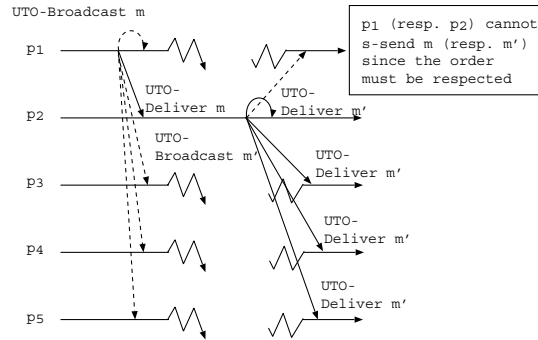 UTO-Broadcast m
p1
p1 (resp. p2) cannot
s-send m (resp. m')
since the order
must be respected
UTO-
Deliver m
UTO-
Deliver m'
p2
UTO-
Broadcast m'
UTO-
Deliver m'
p3
UTO-
Deliver m'
p4
UTO-
Deliver m'
p5